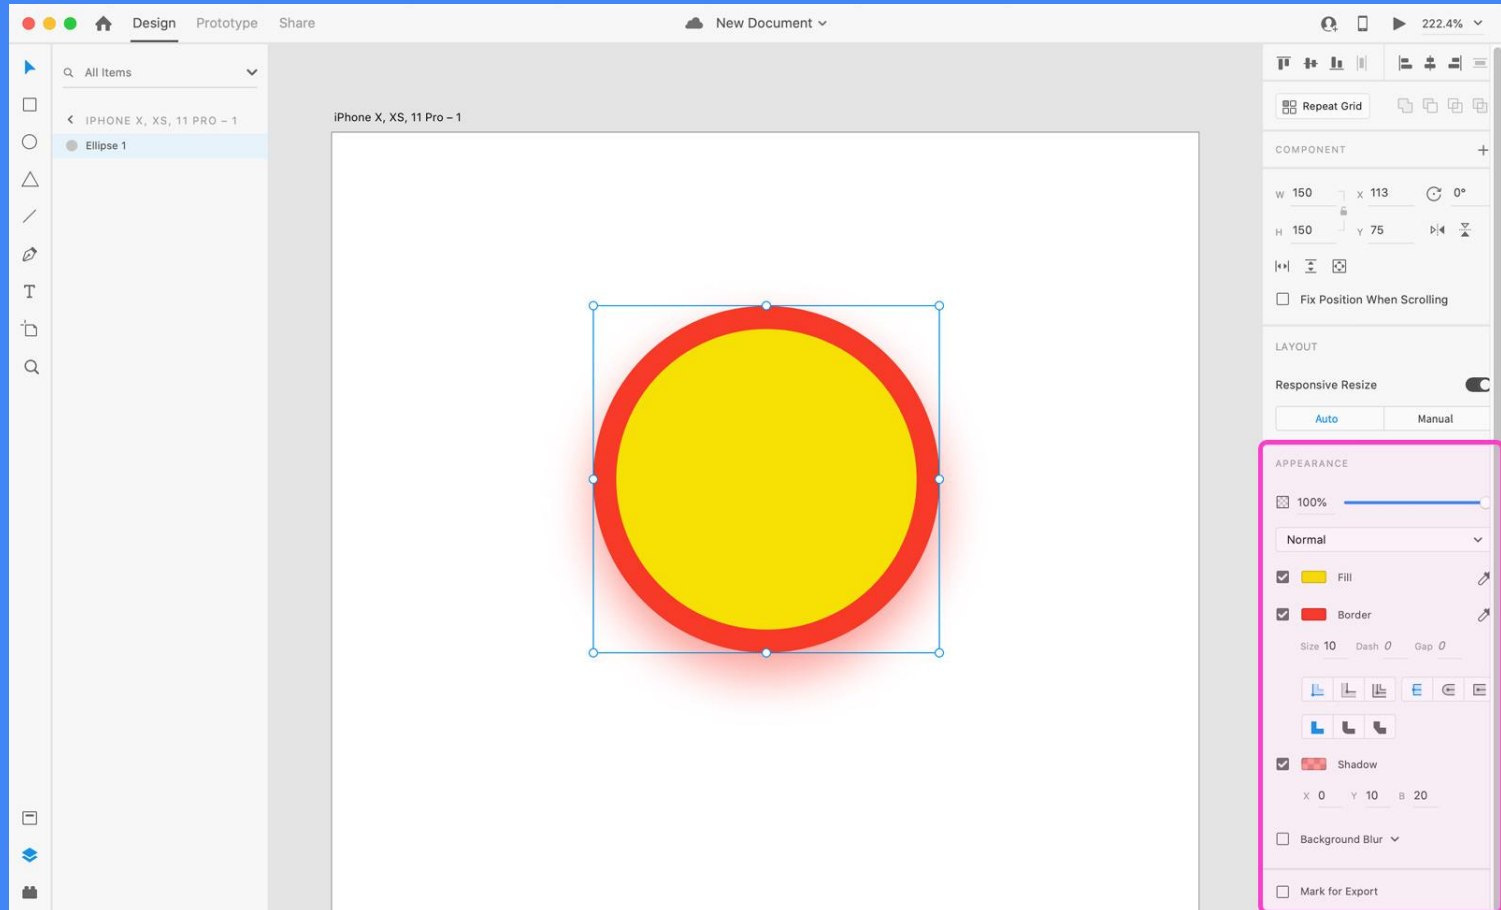 Design Prototype Share New Document 222.4%
All Items
IPHONE X, XS, 11 PRO – 1
Ellipse 1
iPhone X, XS, 11 Pro – 1
Repeat Grid
COMPONENT
W 150 X 113 0°
H 150 Y 75
Fix Position When Scrolling
LAYOUT
Responsive Resize
Auto Manual
APPEARANCE
100%
Normal
Fill
Border
Size 10 Dash 0 Gap 0
Shadow
X 0 Y 10 B 20
Background Blur
Mark for Export